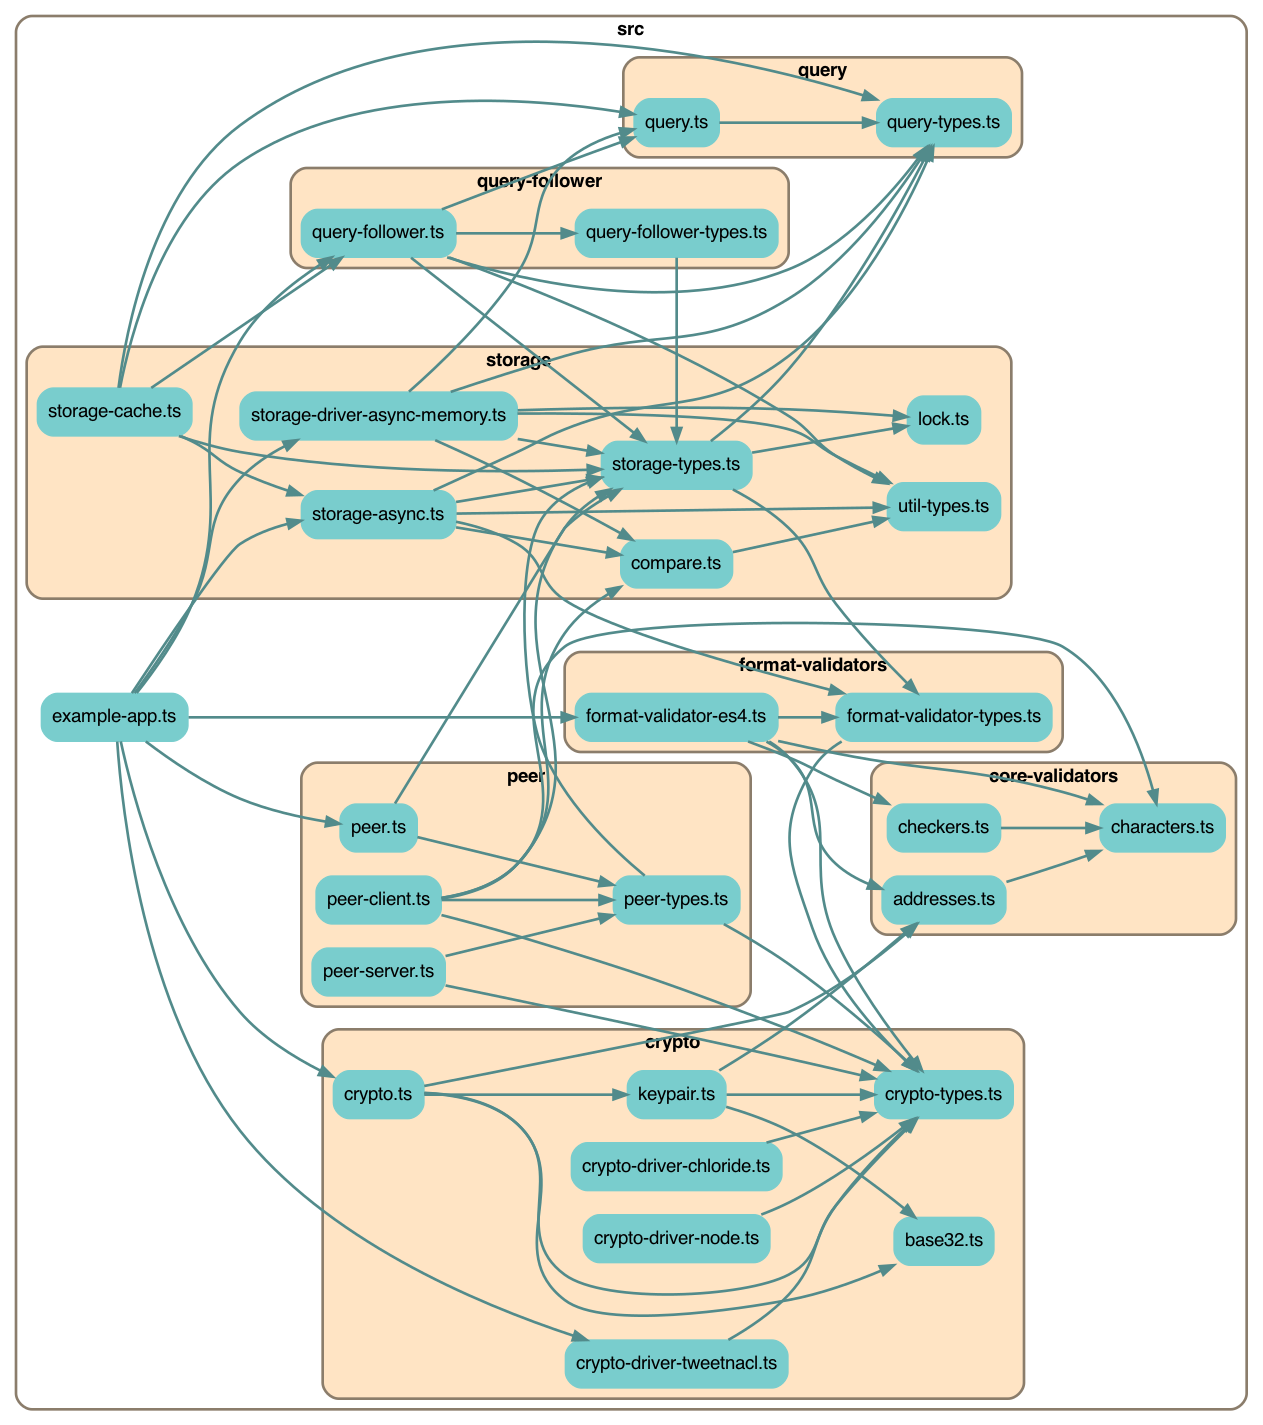 src
query
query.ts
query-types.ts
query-follower
query-follower.ts
query-follower-types.ts
storage
storage-cache.ts
storage-driver-async-memory.ts
lock.ts
storage-types.ts
storage-async.ts
util-types.ts
compare.ts
example-app.ts
format-validators
format-validator-es4.ts
format-validator-types.ts
peer
core-validators
peer.ts
checkers.ts
characters.ts
peer-client.ts
peer-types.ts
addresses.ts
peer-server.ts
crypto
crypto.ts
keypair.ts
crypto-types.ts
crypto-driver-chloride.ts
crypto-driver-node.ts
base32.ts
crypto-driver-tweetnacl.ts